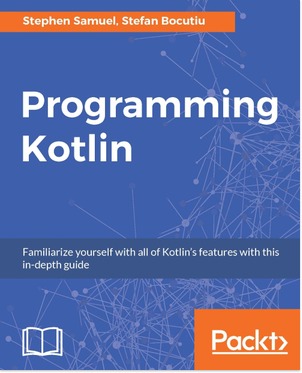 Stephen Samuel, Stefan Bocutiu
Programming
Kotlin
Familiarize yourself with all of Kotlin's features with this
in-depth guide
Packt>